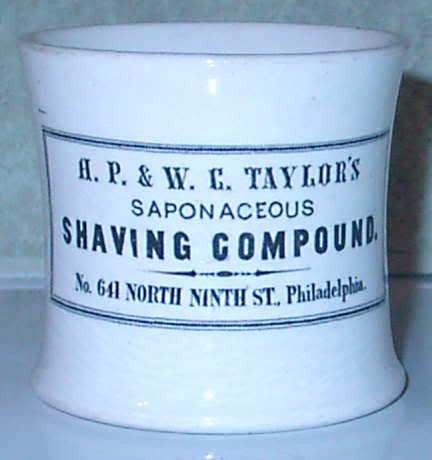 H. P. & W. C. TAYLOR'S
SAPONACEOUS
SHAVING COMPOUND.
No. 641 NORTH NINTH ST., Philadelphia.